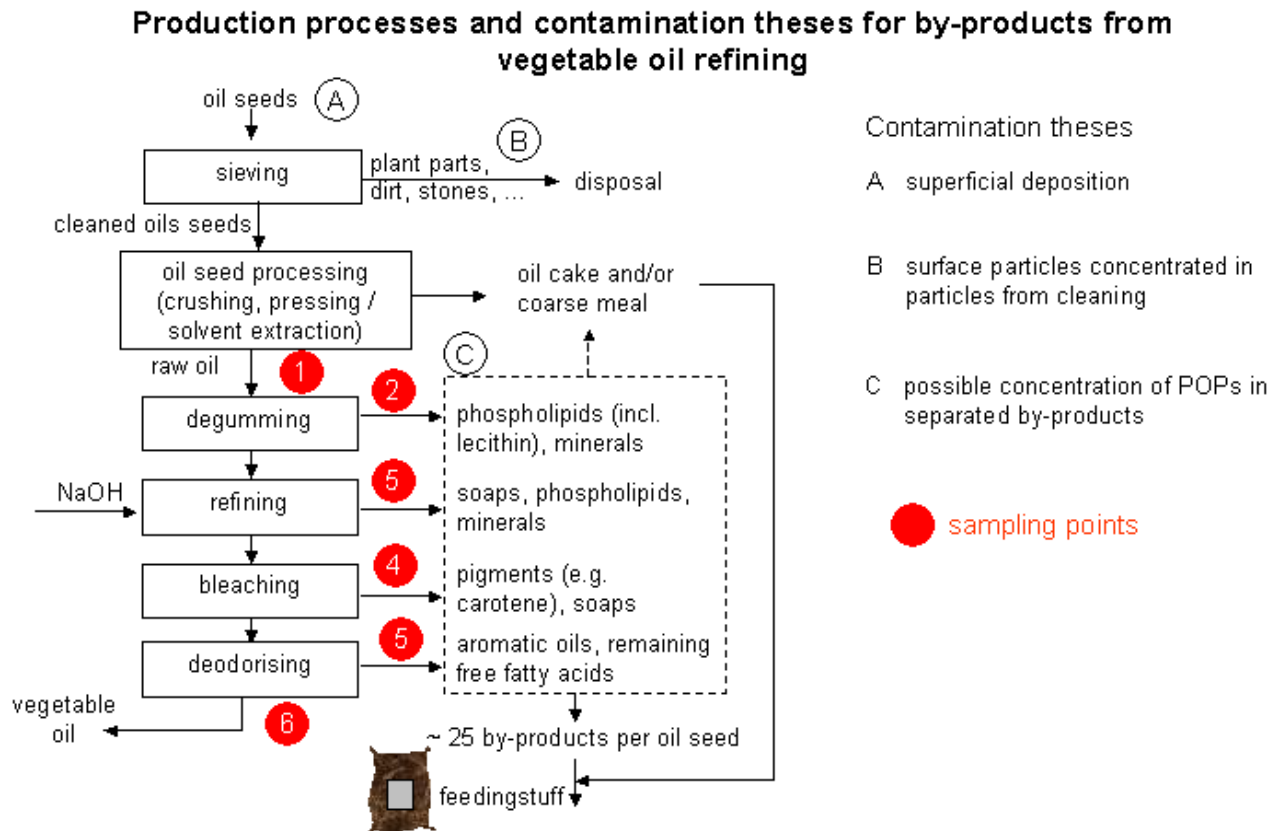 Production processes and contamination theses for by-products from
vegetable oil refining
oil seeds
A
sieving
plant parts,
dirt, stones, ...
B
disposal
cleaned oils seeds
oil seed processing
(crushing, pressing /
solvent extraction)
oil cake and/or
coarse meal
raw oil
1
C
degumming
2
phospholipids (incl.
lecithin), minerals
NaOH
refining
5
soaps, phospholipids,
minerals
bleaching
4
pigments (e.g.
carotene), soaps
deodorising
5
aromatic oils, remaining
free fatty acids
vegetable
oil
6
~ 25 by-products per oil seed
feedingstuff
Contamination theses
A superficial deposition
B surface particles concentrated in
particles from cleaning
C possible concentration of POPs in
separated by-products
sampling points